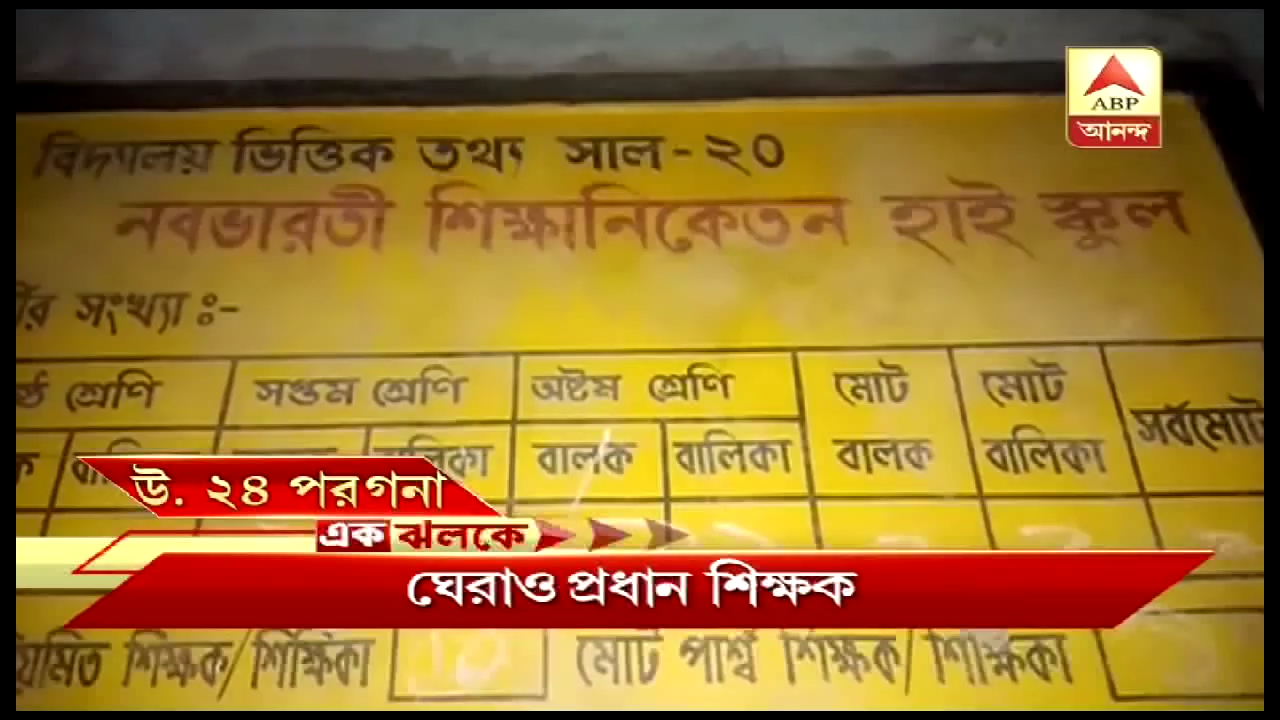 ABP
আনন্দ
বিদ্যালয় ভিত্তিক তথ্য সাল - ২০
নবভারতী শিক্ষানিকেতন হাই স্কুল
সংখ্যা :-
শ্রেণি সপ্তম শ্রেণি অষ্টম শ্রেণি মোট বালক মোট বালিকা সর্বমোট
বালক বালিকা
উ. ২৪ পরগনা
এক ঝলকে
ঘেরাও প্রধান শিক্ষক
শিক্ষক/শিক্ষিকা 10 মোট পার্শ্ব শিক্ষক/শিক্ষিকা